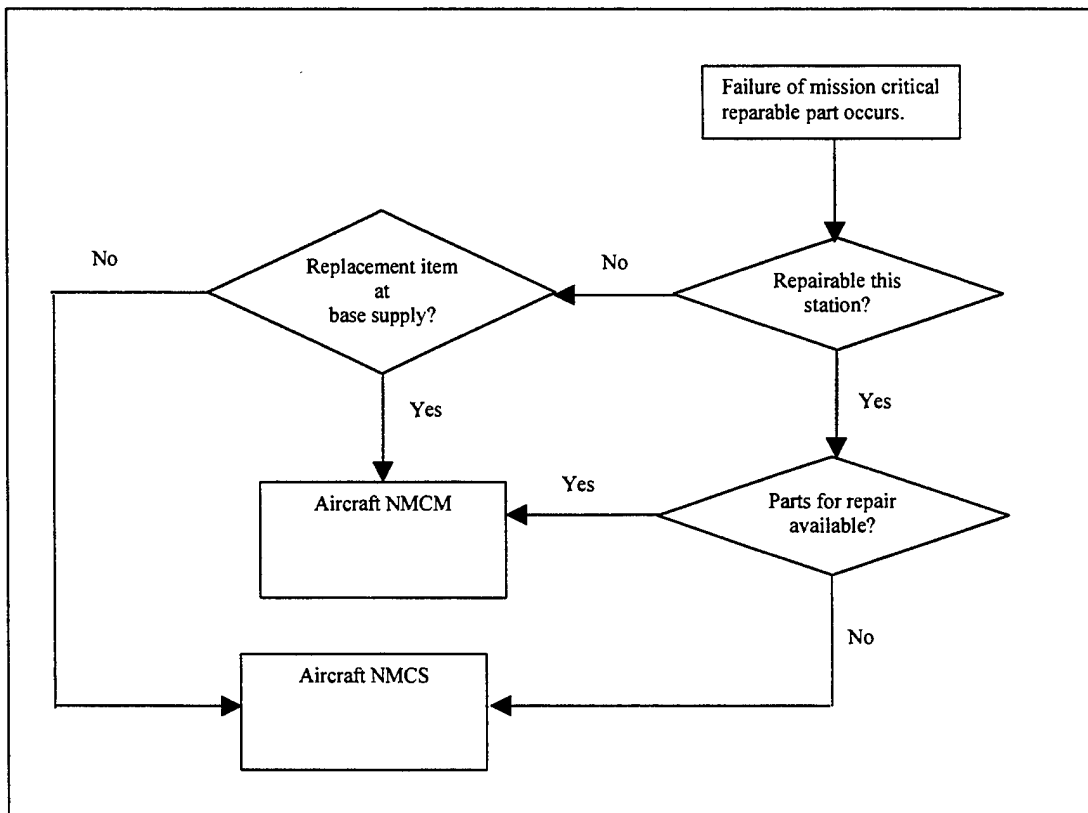 Failure of mission critical
reparable part occurs.
No
Replacement item
at
base supply?
No
Repairable this
station?
Yes
Yes
Aircraft NMCM
Yes
Parts for repair
available?
No
Aircraft NMCS